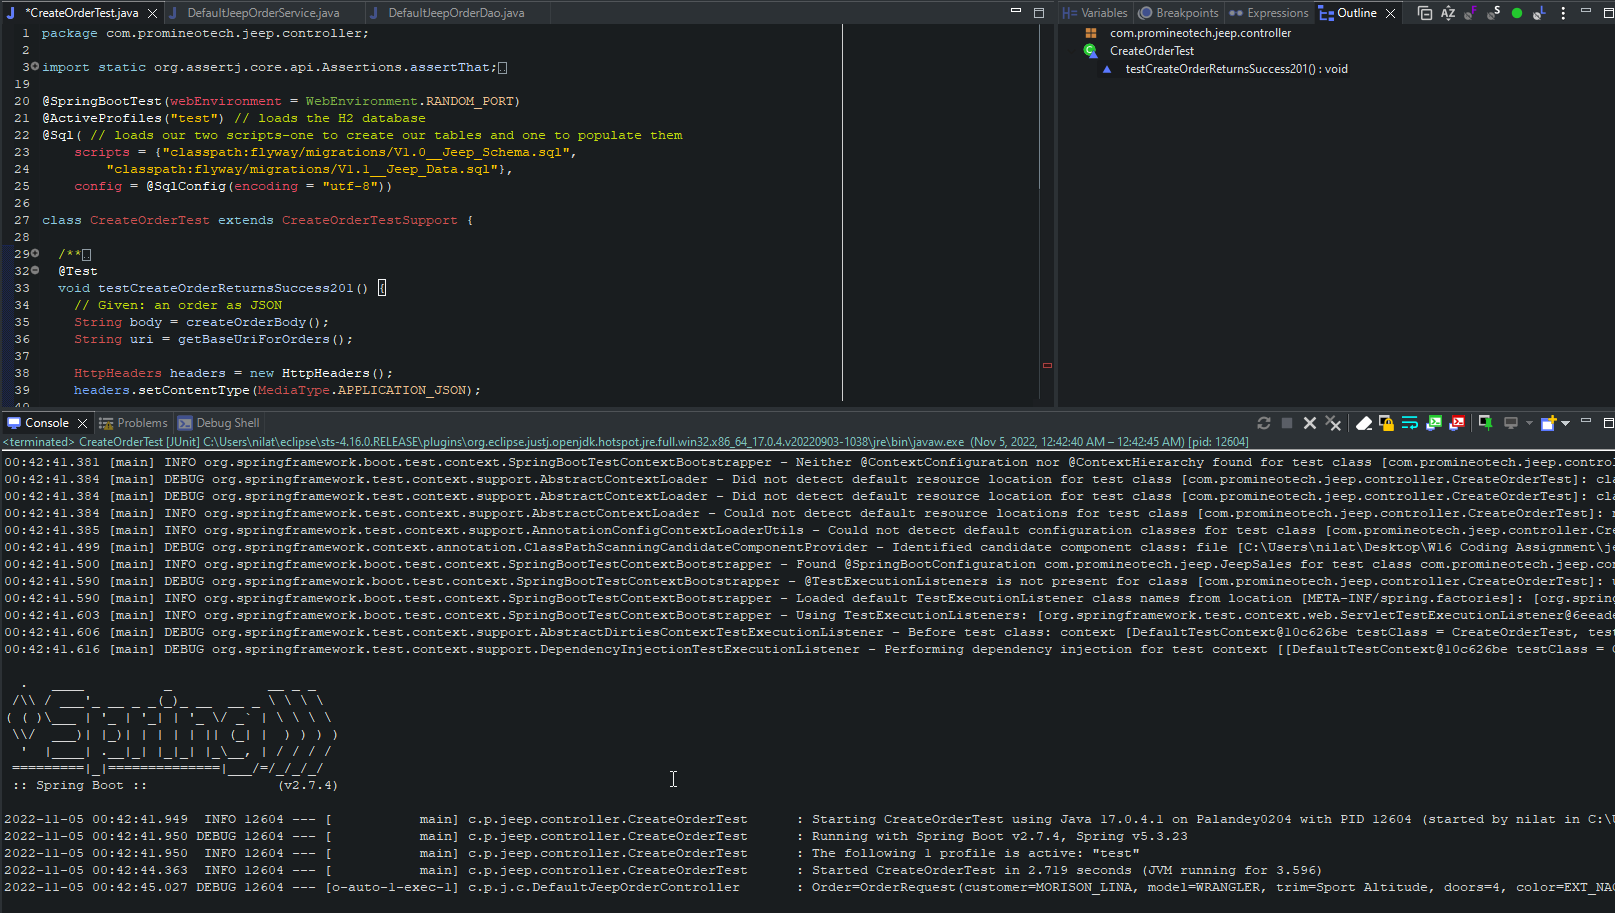 *CreateOrderTest.java
DefaultJeepOrderService.java
DefaultJeepOrderDao.java
1 package com.promineotech.jeep.controller;
2
3 import static org.assertj.core.api.Assertions.assertThat;
19
20 @SpringBootTest(webEnvironment = WebEnvironment.RANDOM_PORT)
21 @ActiveProfiles("test") // loads the H2 database
22 @Sql( // loads our two scripts-one to create our tables and one to populate them
23 scripts = {"classpath:flyway/migrations/V1.0__Jeep_Schema.sql",
24 "classpath:flyway/migrations/V1.1__Jeep_Data.sql"},
25 config = @SqlConfig(encoding = "utf-8"))
26
27 class CreateOrderTest extends CreateOrderTestSupport {
28
29 /**
32 @Test
33 void testCreateOrderReturnsSuccess201() {
34 // Given: an order as JSON
35 String body = createOrderBody();
36 String uri = getBaseUriForOrders();
37
38 HttpHeaders headers = new HttpHeaders();
39 headers.setContentType(MediaType.APPLICATION_JSON);
40
Variables
Breakpoints
Expressions
Outline
com.promineotech.jeep.controller
CreateOrderTest
testCreateOrderReturnsSuccess201() : void
Console
Problems
Debug Shell
<terminated> CreateOrderTest [JUnit] C:\Users\nilat\eclipse\sts-4.16.0.RELEASE\plugins\org.eclipse.justj.openjdk.hotspot.jre.full.win32.x86_64_17.0.4.v20220903-1038\jre\bin\javaw.exe (Nov 5, 2022, 12:42:40 AM – 12:42:45 AM) [pid: 12604]
00:42:41.381 [main] INFO org.springframework.boot.test.context.SpringBootTestContextBootstrapper - Neither @ContextConfiguration nor @ContextHierarchy found for test class [com.promineotech.jeep.contro
00:42:41.384 [main] DEBUG org.springframework.test.context.support.AbstractContextLoader - Did not detect default resource location for test class [com.promineotech.jeep.controller.CreateOrderTest]: cla
00:42:41.384 [main] DEBUG org.springframework.test.context.support.AbstractContextLoader - Did not detect default resource location for test class [com.promineotech.jeep.controller.CreateOrderTest]: cla
00:42:41.384 [main] INFO org.springframework.test.context.support.AbstractContextLoader - Could not detect default resource locations for test class [com.promineotech.jeep.controller.CreateOrderTest]: n
00:42:41.385 [main] INFO org.springframework.test.context.support.AnnotationConfigContextLoaderUtils - Could not detect default configuration classes for test class [com.promineotech.jeep.controller.Cre
00:42:41.499 [main] DEBUG org.springframework.context.annotation.ClassPathScanningCandidateComponentProvider - Identified candidate component class: file [C:\Users\nilat\Desktop\W16 Coding Assignment\je
00:42:41.500 [main] INFO org.springframework.boot.test.context.SpringBootTestContextBootstrapper - Found @SpringBootConfiguration com.promineotech.jeep.JeepSales for test class com.promineotech.jeep.con
00:42:41.590 [main] DEBUG org.springframework.boot.test.context.SpringBootTestContextBootstrapper - @TestExecutionListeners is not present for class [com.promineotech.jeep.controller.CreateOrderTest]: u
00:42:41.590 [main] INFO org.springframework.boot.test.context.SpringBootTestContextBootstrapper - Loaded default TestExecutionListener class names from location [META-INF/spring.factories]: [org.spring
00:42:41.603 [main] INFO org.springframework.boot.test.context.SpringBootTestContextBootstrapper - Using TestExecutionListeners: [org.springframework.test.context.web.ServletTestExecutionListener@6eeade
00:42:41.606 [main] DEBUG org.springframework.test.context.support.AbstractDirtiesContextTestExecutionListener - Before test class: context [DefaultTestContext@10c626be testClass = CreateOrderTest, test
00:42:41.616 [main] DEBUG org.springframework.test.context.support.DependencyInjectionTestExecutionListener - Performing dependency injection for test context [[DefaultTestContext@10c626be testClass = C
Spring
:: Spring Boot :: (v2.7.4)
2022-11-05 00:42:41.949 INFO 12604 --- [ main] c.p.jeep.controller.CreateOrderTest : Starting CreateOrderTest using Java 17.0.4.1 on Palandey0204 with PID 12604 (started by nilat in C:\U
2022-11-05 00:42:41.950 DEBUG 12604 --- [ main] c.p.jeep.controller.CreateOrderTest : Running with Spring Boot v2.7.4, Spring v5.3.23
2022-11-05 00:42:41.950 INFO 12604 --- [ main] c.p.jeep.controller.CreateOrderTest : The following 1 profile is active: "test"
2022-11-05 00:42:44.363 INFO 12604 --- [ main] c.p.jeep.controller.CreateOrderTest : Started CreateOrderTest in 2.719 seconds (JVM running for 3.596)
2022-11-05 00:42:45.027 DEBUG 12604 --- [o-auto-1-exec-1] c.p.j.c.DefaultJeepOrderController : Order=OrderRequest(customer=MORISON_LINA, model=WRANGLER, trim=Sport Altitude, doors=4, color=EXT_NAC